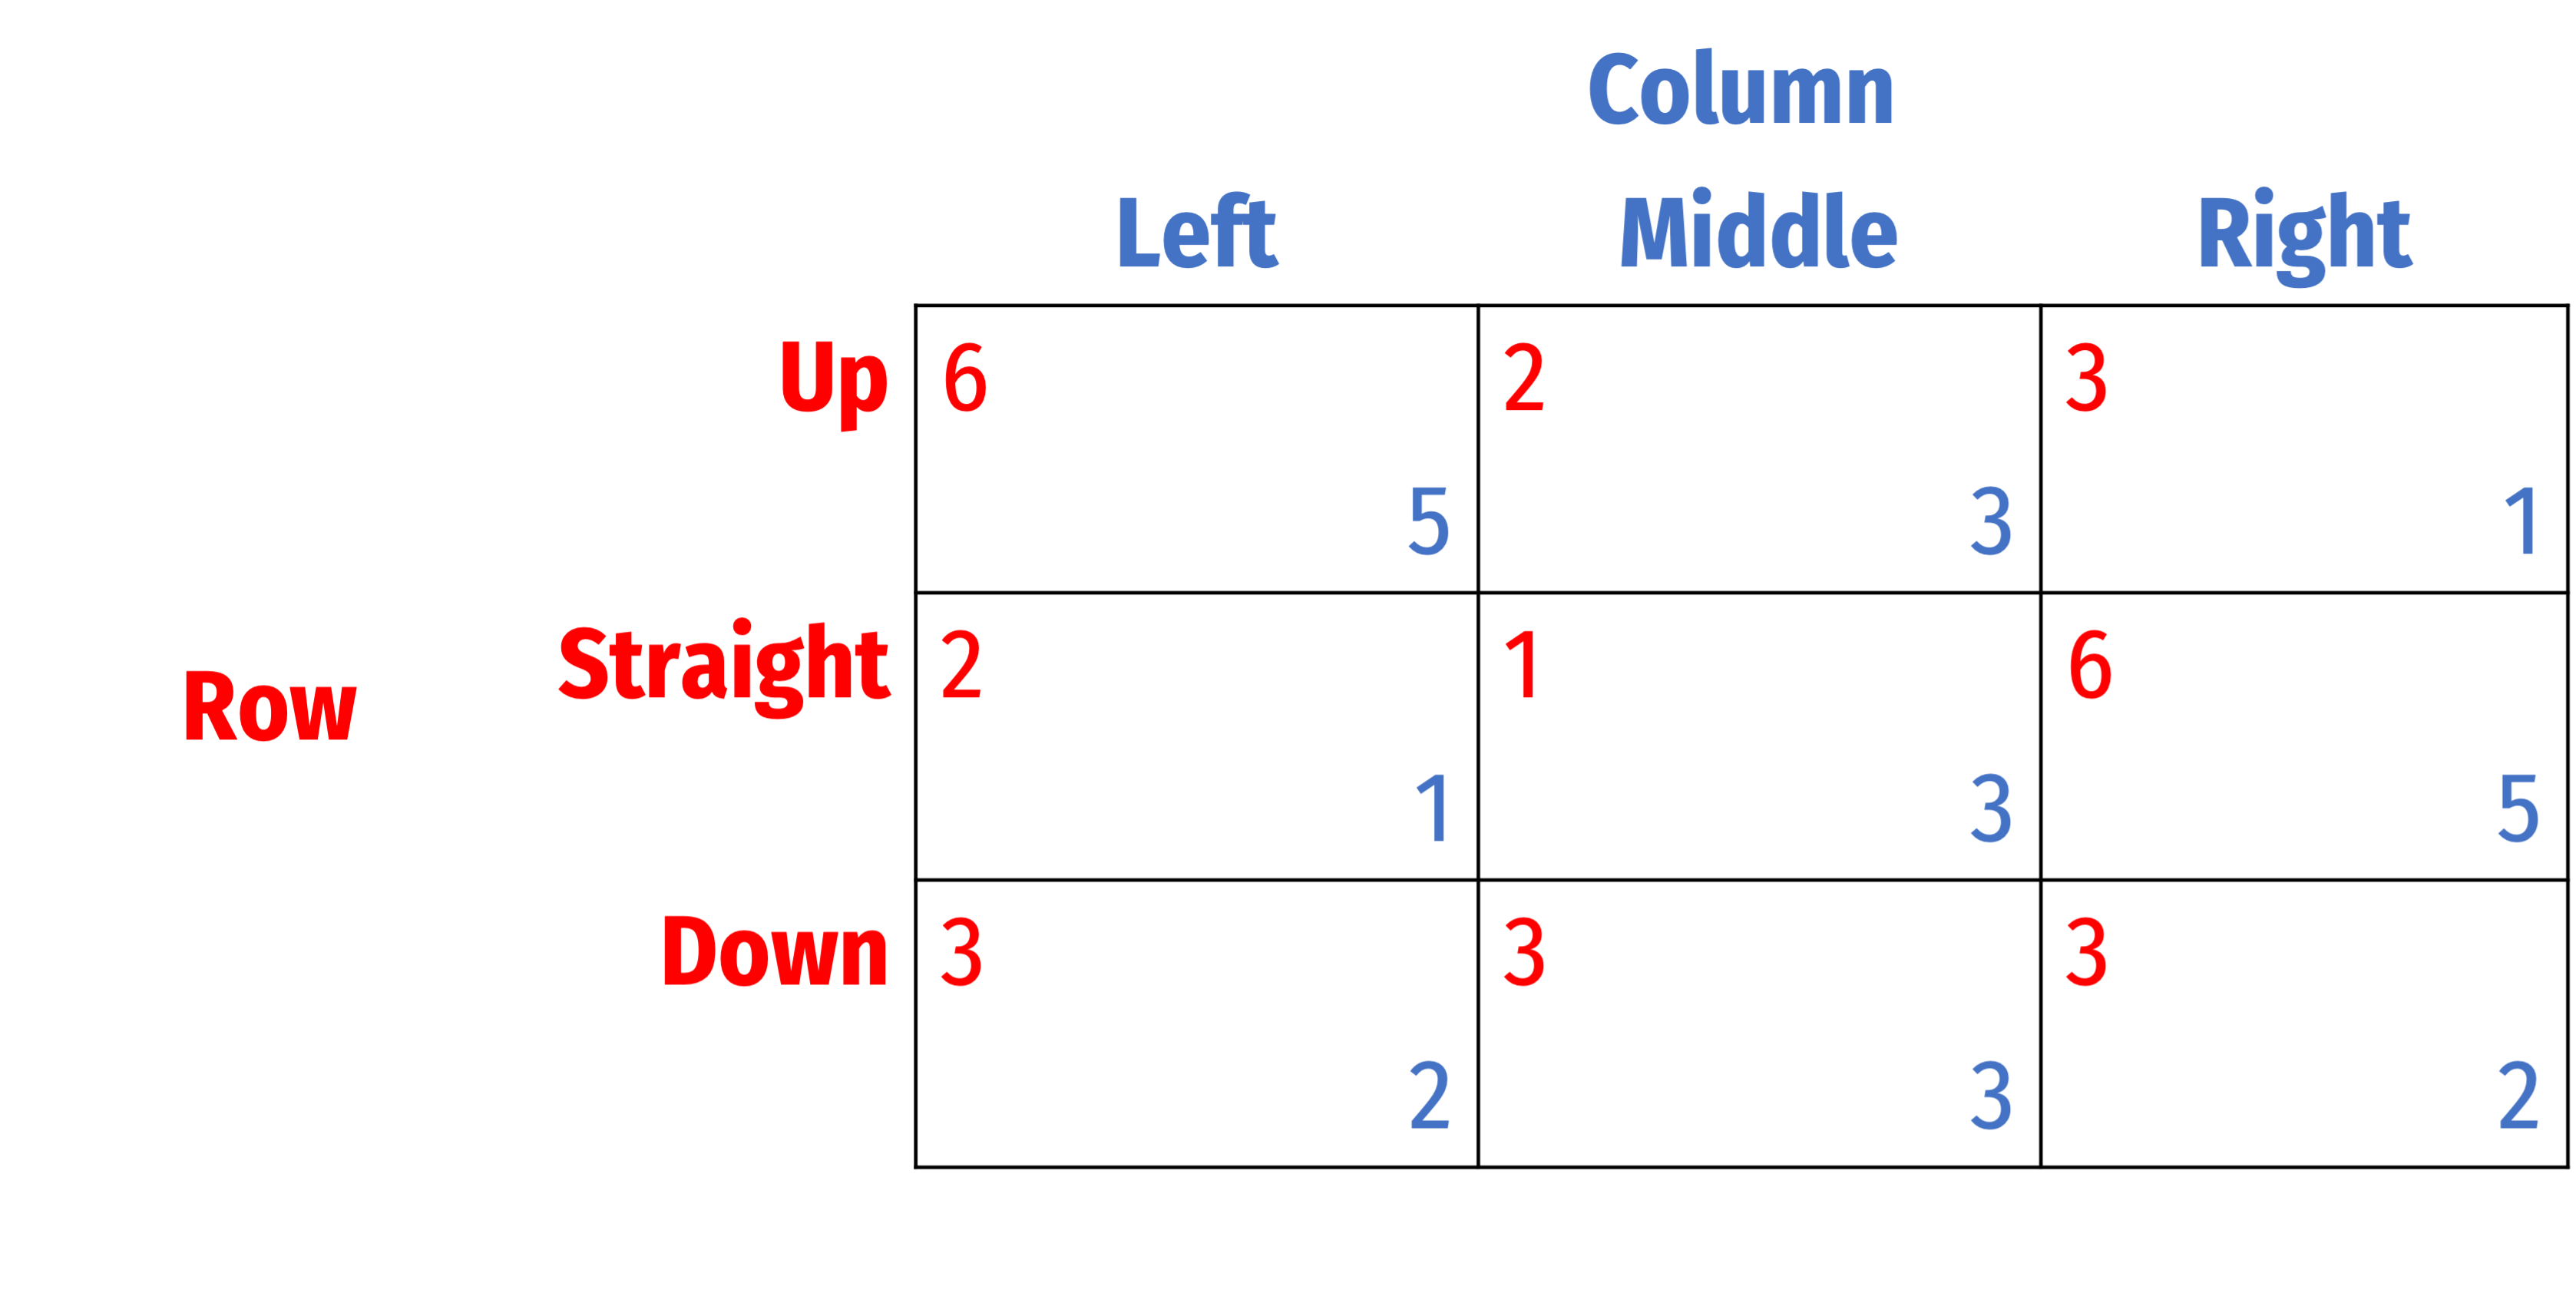 Column
Left Middle Right
Up 6 2 3
5 3 1
Straight 2 1 6
Row
1 3 5
Down 3 3 3
2 3 2